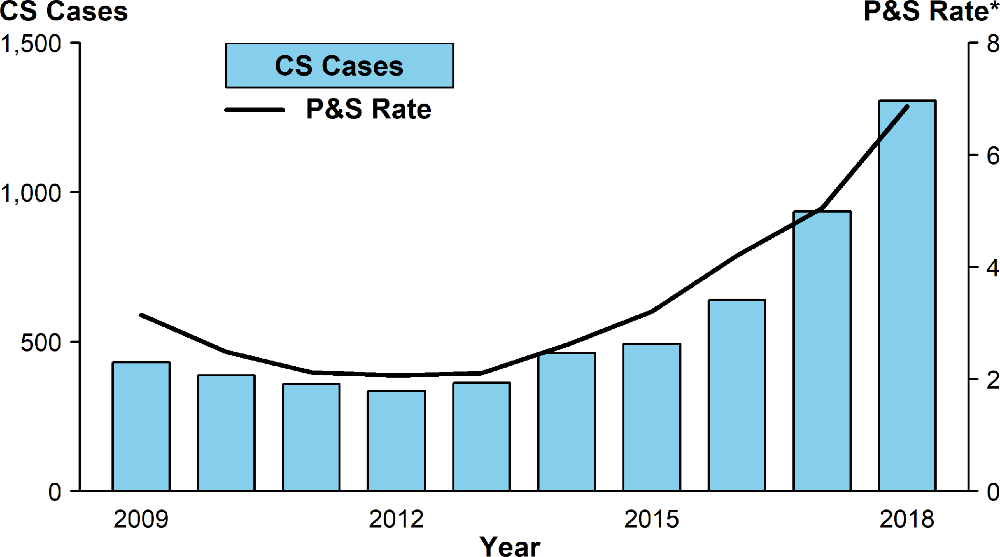 CS Cases
P&S Rate*
1,500
1,000
500
0
8
6
4
2
0
CS Cases
P&S Rate
2009
2012
2015
2018
Year